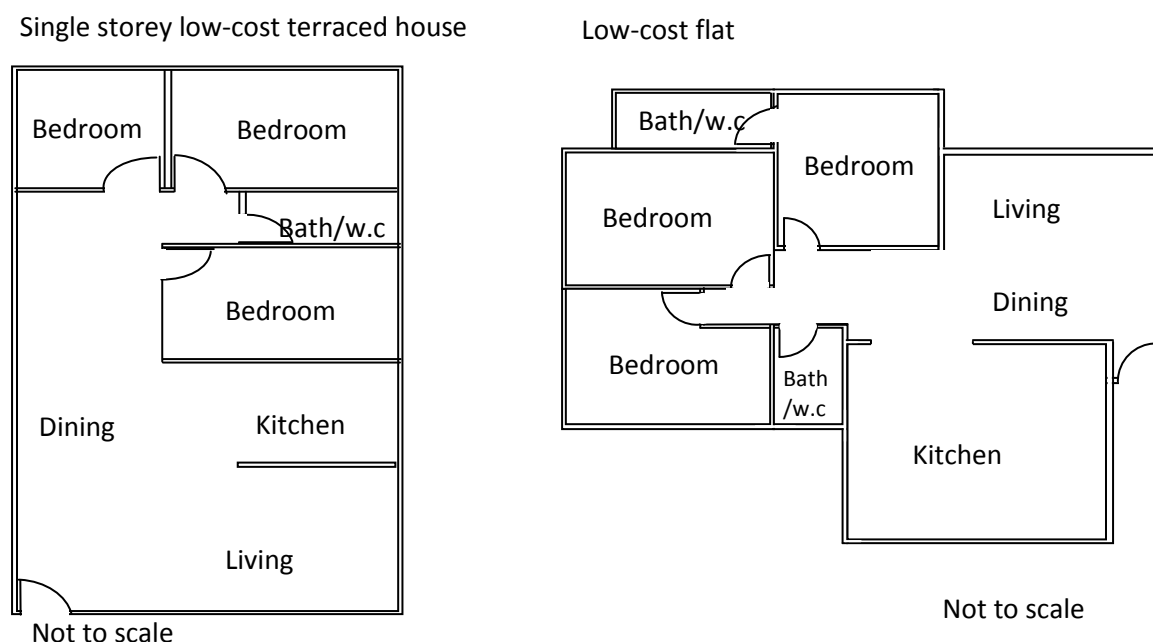 Single storey low-cost terraced house
Bedroom
Bedroom
Bath/w.c
Bedroom
Dining
Kitchen
Living
Not to scale
Low-cost flat
Bath/w.c
Bedroom
Bedroom
Living
Dining
Bedroom
Bath
/w.c
Kitchen
Not to scale